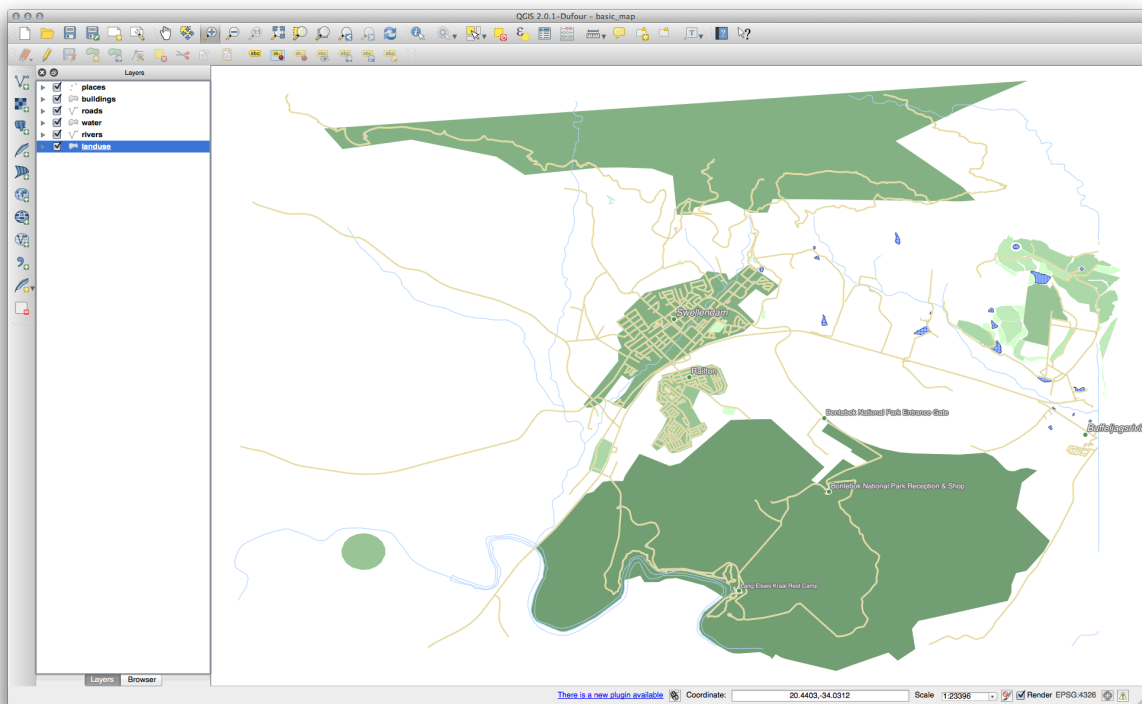 QGIS 2.0.1-Dufour - basic_map
Layers
places
buildings
roads
water
rivers
landuse
Swellendam
Railton
Bontebok National Park Entrance Gate
Bontebok National Park Reception & Shop
Lang Elsies Kraal Rest Camp
Layers
Browser
There is a new plugin available
Coordinate:
20.4403,-34.0312
Scale
1:23396
Render
EPSG:4326